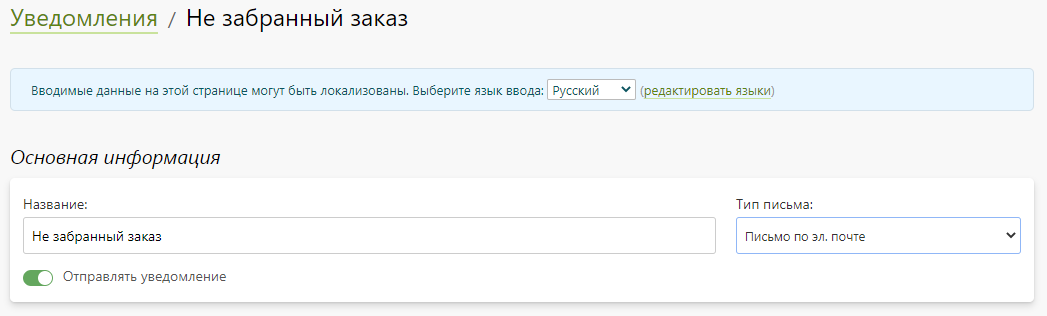 Уведомления / Не забранный заказ
Вводимые данные на этой странице могут быть локализованы. Выберите язык ввода: Русский (редактировать языки)
Основная информация
Название: Тип письма:
Не забранный заказ Письмо по эл. почте
Отправлять уведомление